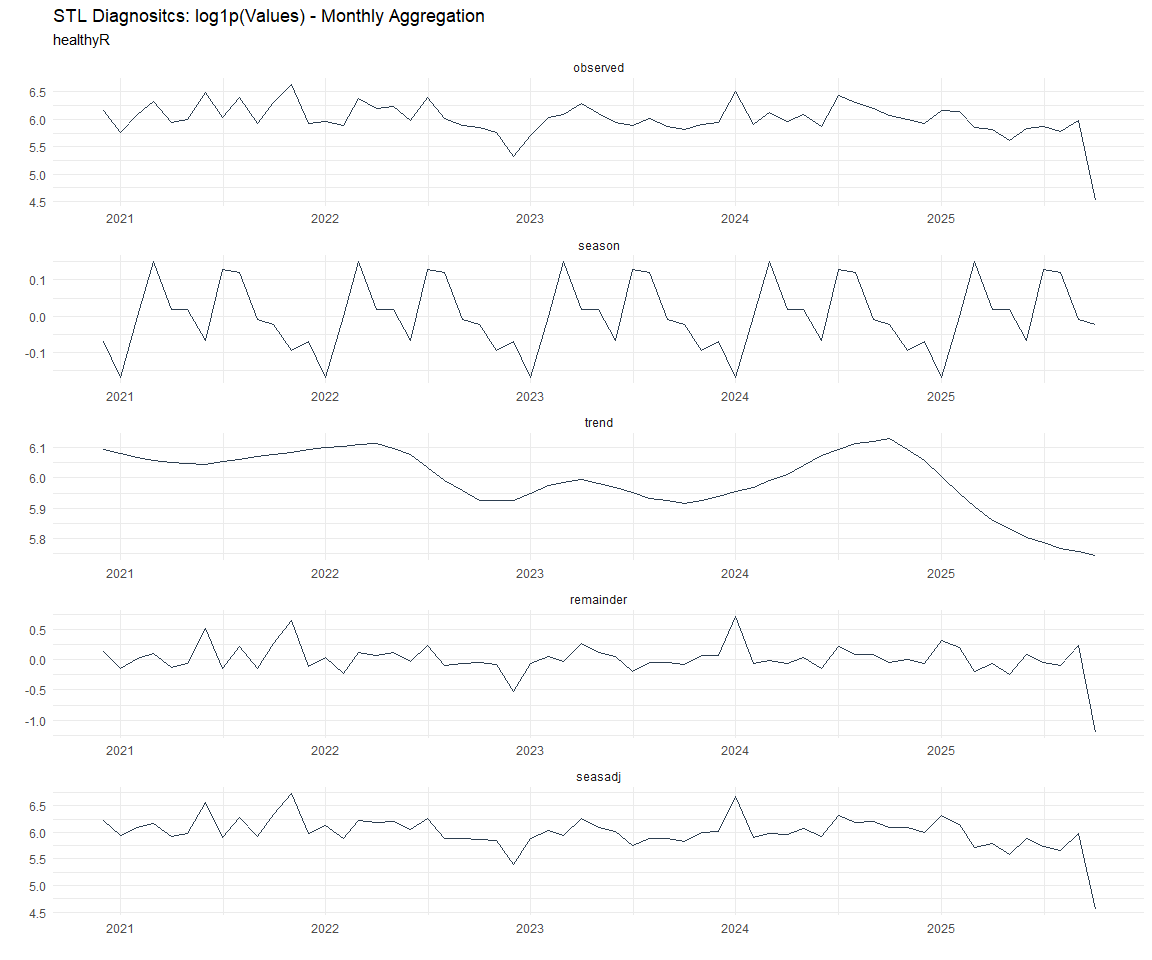 STL Diagnositcs: log1p(Values) - Monthly Aggregation
healthyR
observed
6.5
6.0
5.5
5.0
4.5
2021 2022 2023 2024 2025
season
0.1
0.0
-0.1
2021 2022 2023 2024 2025
trend
6.1
6.0
5.9
5.8
2021 2022 2023 2024 2025
remainder
0.5
0.0
-0.5
-1.0
2021 2022 2023 2024 2025
seasadj
6.5
6.0
5.5
5.0
4.5
2021 2022 2023 2024 2025